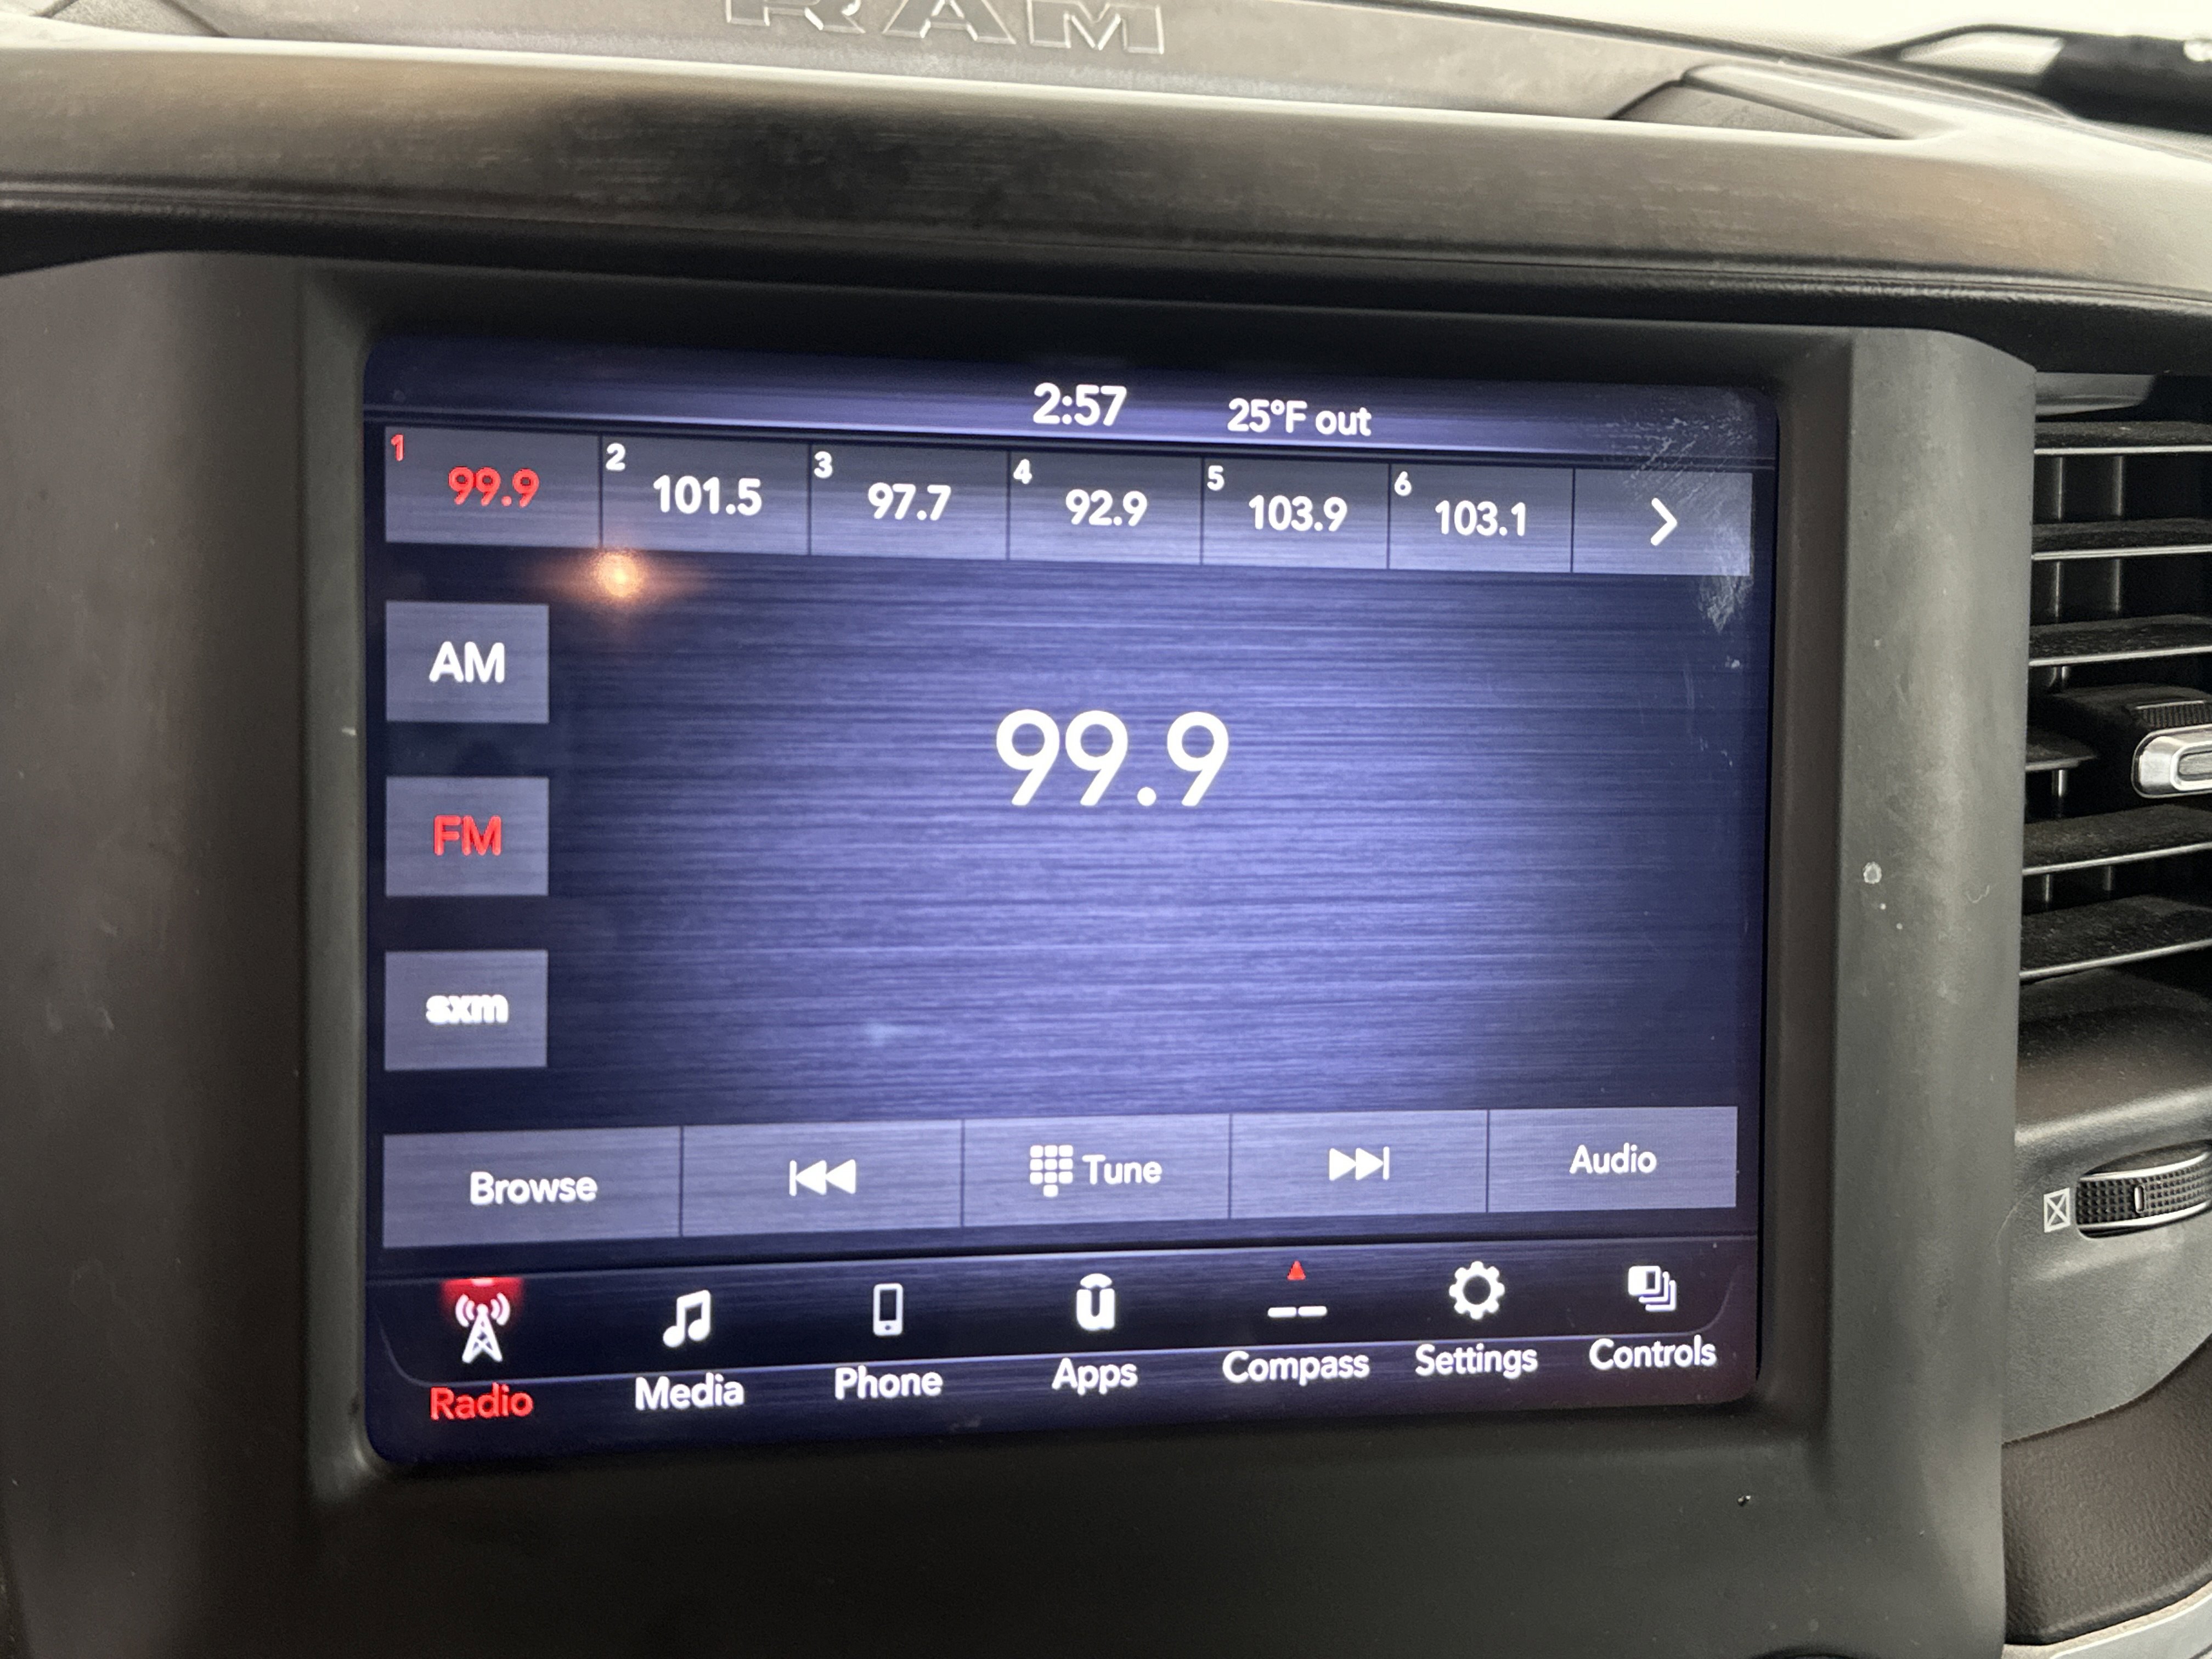 RAM
2:57 25°F out
1 99.9 2 101.5 3 97.7 4 92.9 5 103.9 6 103.1
AM
99.9
FM
sxm
Browse Tune Audio
Radio Media Phone Apps Compass Settings Controls